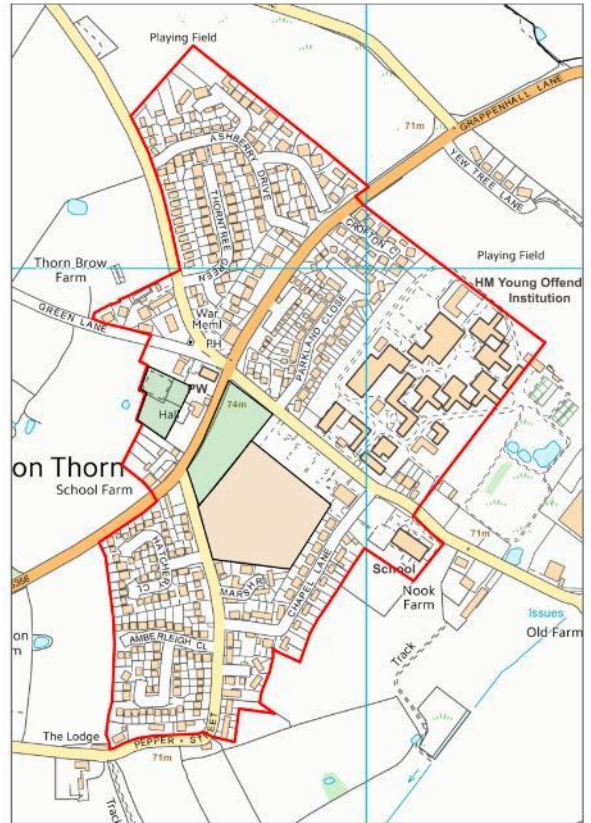 Playing Field
GRAPPENHALL LANE
71m
ASHBERRY DRIVE
YEW TREE LANE
THORNTREE GREEN
CROFTON C
Playing Field
Thorn Brow
Farm
HM Young Offend
Institution
GREEN LANE
War
Meml
PH
PARKLAND CLOSE
PW
74m
Hall
on Thorn
School Farm
71m
HATCHERY CL
School
MARSH R
CHAPEL LANE
Nook
Farm
Issues
Old Farm
AMBERLEIGH CL
Track
The Lodge
PEPPER STREET
71m
Track